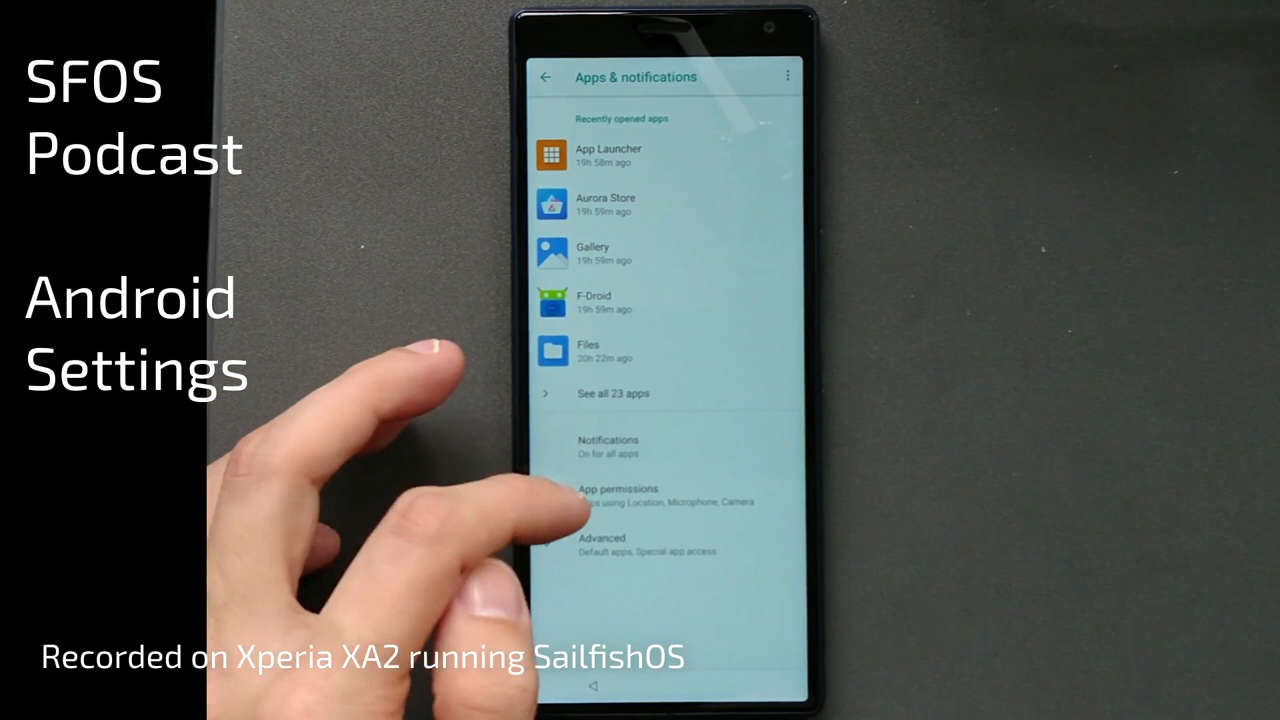 SFOS
Podcast
Android
Settings
Apps & notifications
Recently opened apps
App Launcher
19h 58m ago
Aurora Store
19h 59m ago
Gallery
19h 59m ago
F-Droid
19h 59m ago
Files
20h 22m ago
See all 23 apps
Notifications
On for all apps
App permissions
using Location, Microphone, Camera
Advanced
Default apps, Special app access
Recorded on Xperia XA2 running SailfishOS